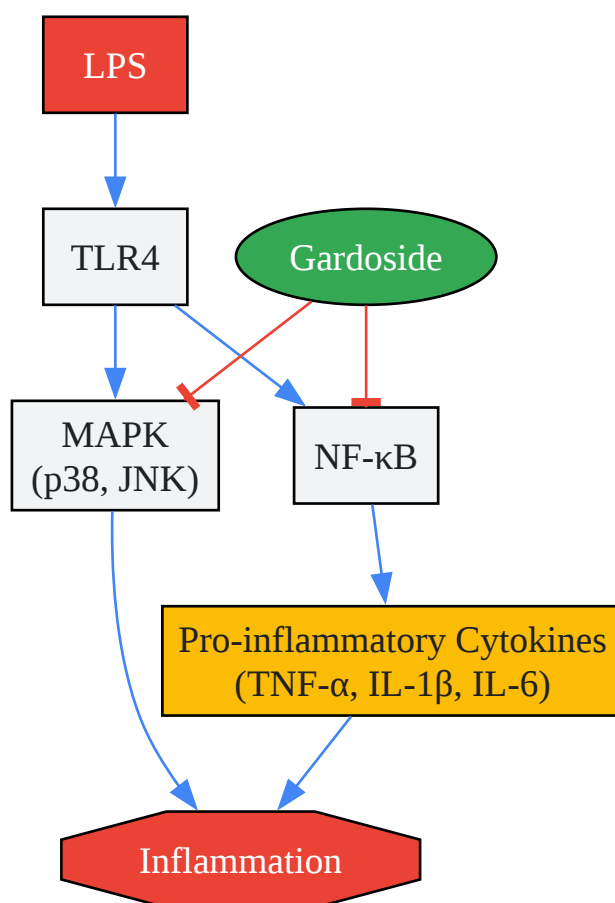 LPS
TLR4
Gardoside
MAPK
(p38, JNK)
NF-κB
Pro-inflammatory Cytokines
(TNF-α, IL-1β, IL-6)
Inflammation